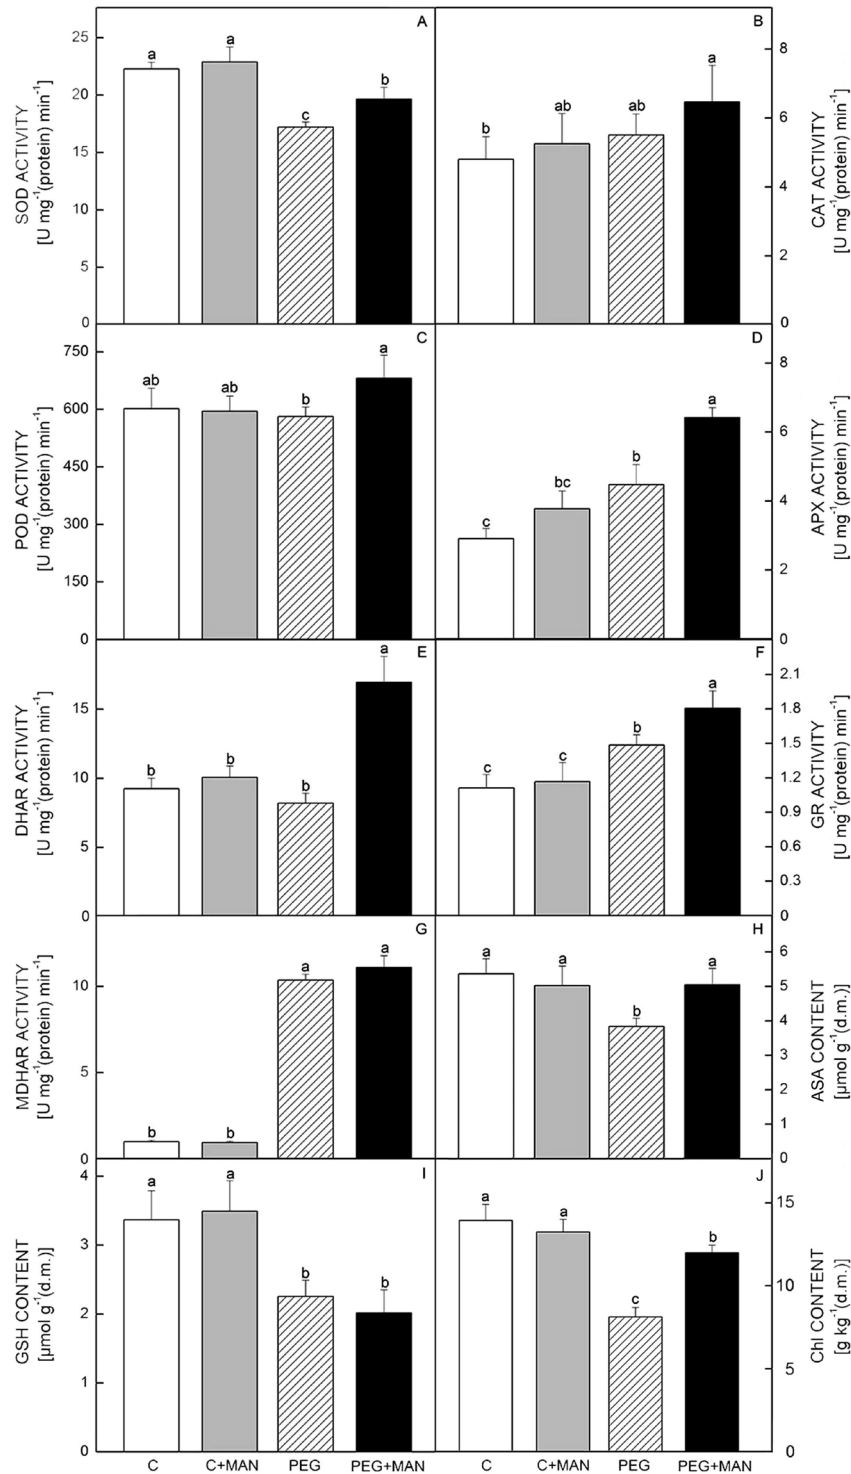 A
25
20
15
10
5
0
SOD ACTIVITY
[U mg⁻¹(protein) min⁻¹]
a
a
c
b
B
8
6
4
2
0
CAT ACTIVITY
[U mg⁻¹(protein) min⁻¹]
b
ab
ab
a
C
750
600
450
300
150
0
POD ACTIVITY
[U mg⁻¹(protein) min⁻¹]
ab
ab
b
a
D
8
6
4
2
0
APX ACTIVITY
[U mg⁻¹(protein) min⁻¹]
c
bc
b
a
E
15
10
5
0
DHAR ACTIVITY
[U mg⁻¹(protein) min⁻¹]
b
b
b
a
F
2.1
1.8
1.5
1.2
0.9
0.6
0.3
0
GR ACTIVITY
[U mg⁻¹(protein) min⁻¹]
c
c
b
a
G
10
5
0
MDHAR ACTIVITY
[U mg⁻¹(protein) min⁻¹]
b
b
a
a
H
6
5
4
3
2
1
0
ASA CONTENT
[µmol g⁻¹(d.m.)]
a
a
b
a
I
4
3
2
1
0
GSH CONTENT
[µmol g⁻¹(d.m.)]
a
a
b
b
J
15
10
5
0
Chl CONTENT
[g kg⁻¹(d.m.)]
a
a
c
b
C C+MAN PEG PEG+MAN
C C+MAN PEG PEG+MAN